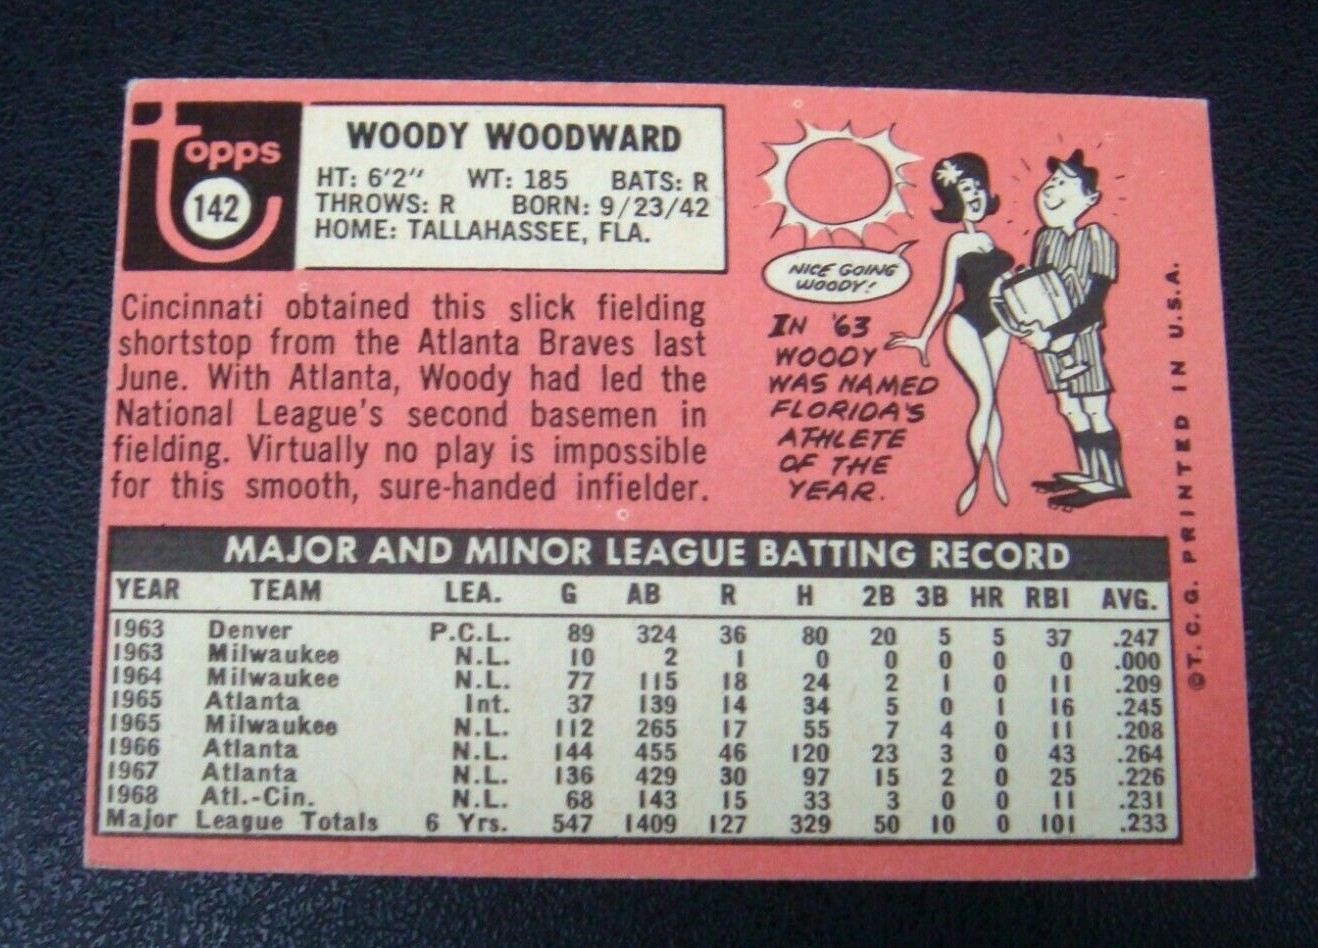 topps
142
WOODY WOODWARD
HT: 6'2" WT: 185 BATS: R
THROWS: R BORN: 9/23/42
HOME: TALLAHASSEE, FLA.
Cincinnati obtained this slick fielding
shortstop from the Atlanta Braves last
June. With Atlanta, Woody had led the
National League's second basemen in
fielding. Virtually no play is impossible
for this smooth, sure-handed infielder.
NICE GOING
WOODY!
IN '63
WOODY
WAS NAMED
FLORIDA'S
ATHLETE
OF THE
YEAR.
©T. C. G. PRINTED IN U.S.A.
MAJOR AND MINOR LEAGUE BATTING RECORD
YEAR TEAM LEA. G AB R H 2B 3B HR RBI AVG.
1963 Denver P.C.L. 89 324 36 80 20 5 5 37 .247
1963 Milwaukee N.L. 10 2 1 0 0 0 0 0 .000
1964 Milwaukee N.L. 77 115 18 24 2 1 0 11 .209
1965 Atlanta Int. 37 139 14 34 5 0 1 16 .245
1965 Milwaukee N.L. 112 265 17 55 7 4 0 11 .208
1966 Atlanta N.L. 144 455 46 120 23 3 0 43 .264
1967 Atlanta N.L. 136 429 30 97 15 2 0 25 .226
1968 Atl.-Cin. N.L. 68 143 15 33 3 0 0 11 .231
Major League Totals 6 Yrs. 547 1409 127 329 50 10 0 101 .233